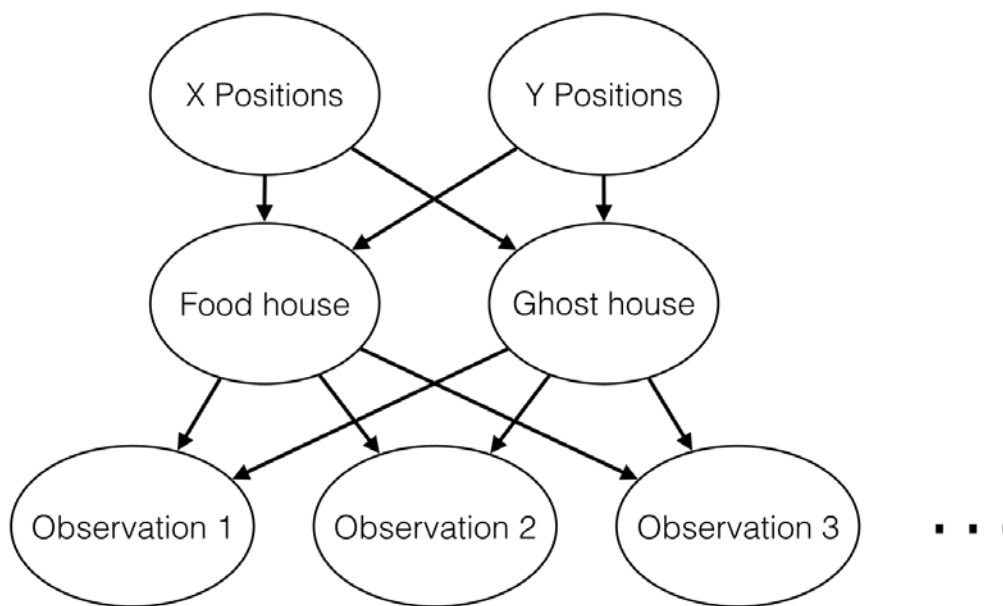 X Positions
Y Positions
Food house
Ghost house
Observation 1
Observation 2
Observation 3
. . .